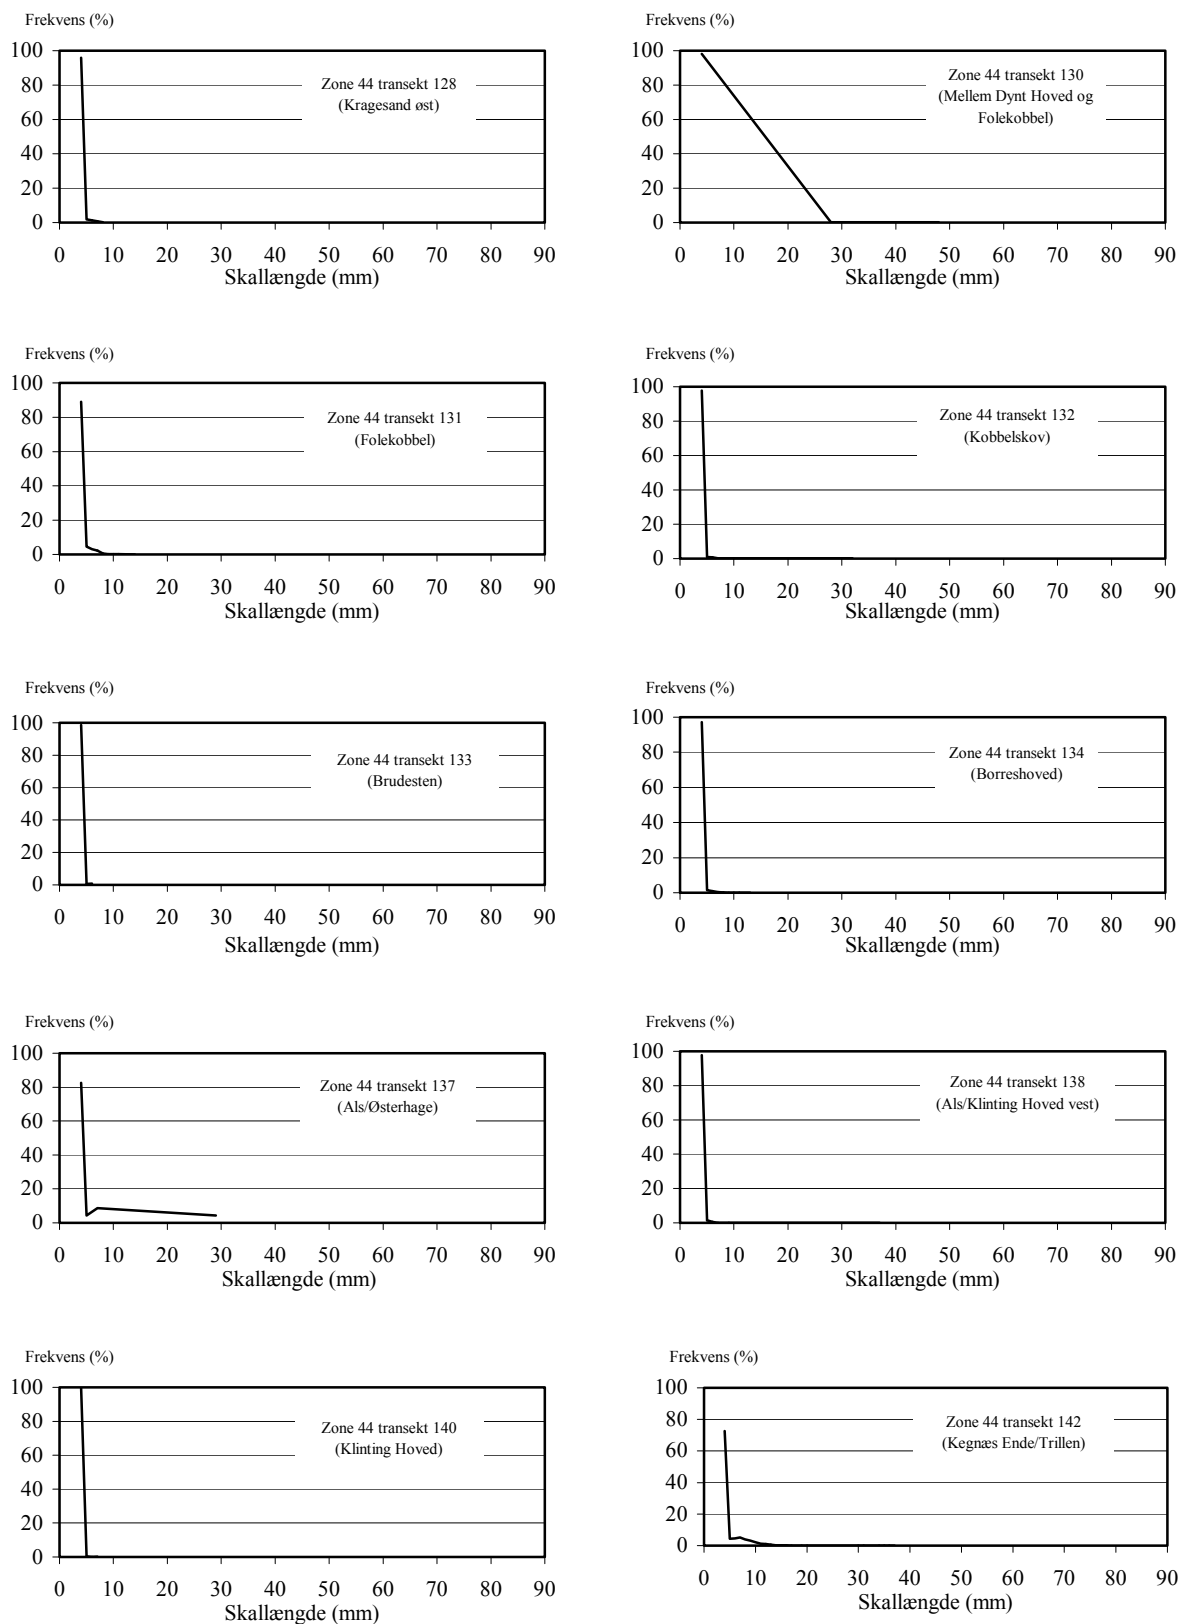 Frekvens (%)
100
80
60
40
20
0
Zone 44 transekt 128
(Kragesand øst)
0 10 20 30 40 50 60 70 80 90
Skallængde (mm)
Frekvens (%)
100
80
60
40
20
0
Zone 44 transekt 130
(Mellem Dynt Hoved og
Folekobbel)
0 10 20 30 40 50 60 70 80 90
Skallængde (mm)
Frekvens (%)
100
80
60
40
20
0
Zone 44 transekt 131
(Folekobbel)
0 10 20 30 40 50 60 70 80 90
Skallængde (mm)
Frekvens (%)
100
80
60
40
20
0
Zone 44 transekt 132
(Kobbelskov)
0 10 20 30 40 50 60 70 80 90
Skallængde (mm)
Frekvens (%)
100
80
60
40
20
0
Zone 44 transekt 133
(Brudesten)
0 10 20 30 40 50 60 70 80 90
Skallængde (mm)
Frekvens (%)
100
80
60
40
20
0
Zone 44 transekt 134
(Borreshoved)
0 10 20 30 40 50 60 70 80 90
Skallængde (mm)
Frekvens (%)
100
80
60
40
20
0
Zone 44 transekt 137
(Als/Østerhage)
0 10 20 30 40 50 60 70 80 90
Skallængde (mm)
Frekvens (%)
100
80
60
40
20
0
Zone 44 transekt 138
(Als/Klinting Hoved vest)
0 10 20 30 40 50 60 70 80 90
Skallængde (mm)
Frekvens (%)
100
80
60
40
20
0
Zone 44 transekt 140
(Klinting Hoved)
0 10 20 30 40 50 60 70 80 90
Skallængde (mm)
Frekvens (%)
100
80
60
40
20
0
Zone 44 transekt 142
(Kegnæs Ende/Trillen)
0 10 20 30 40 50 60 70 80 90
Skallængde (mm)